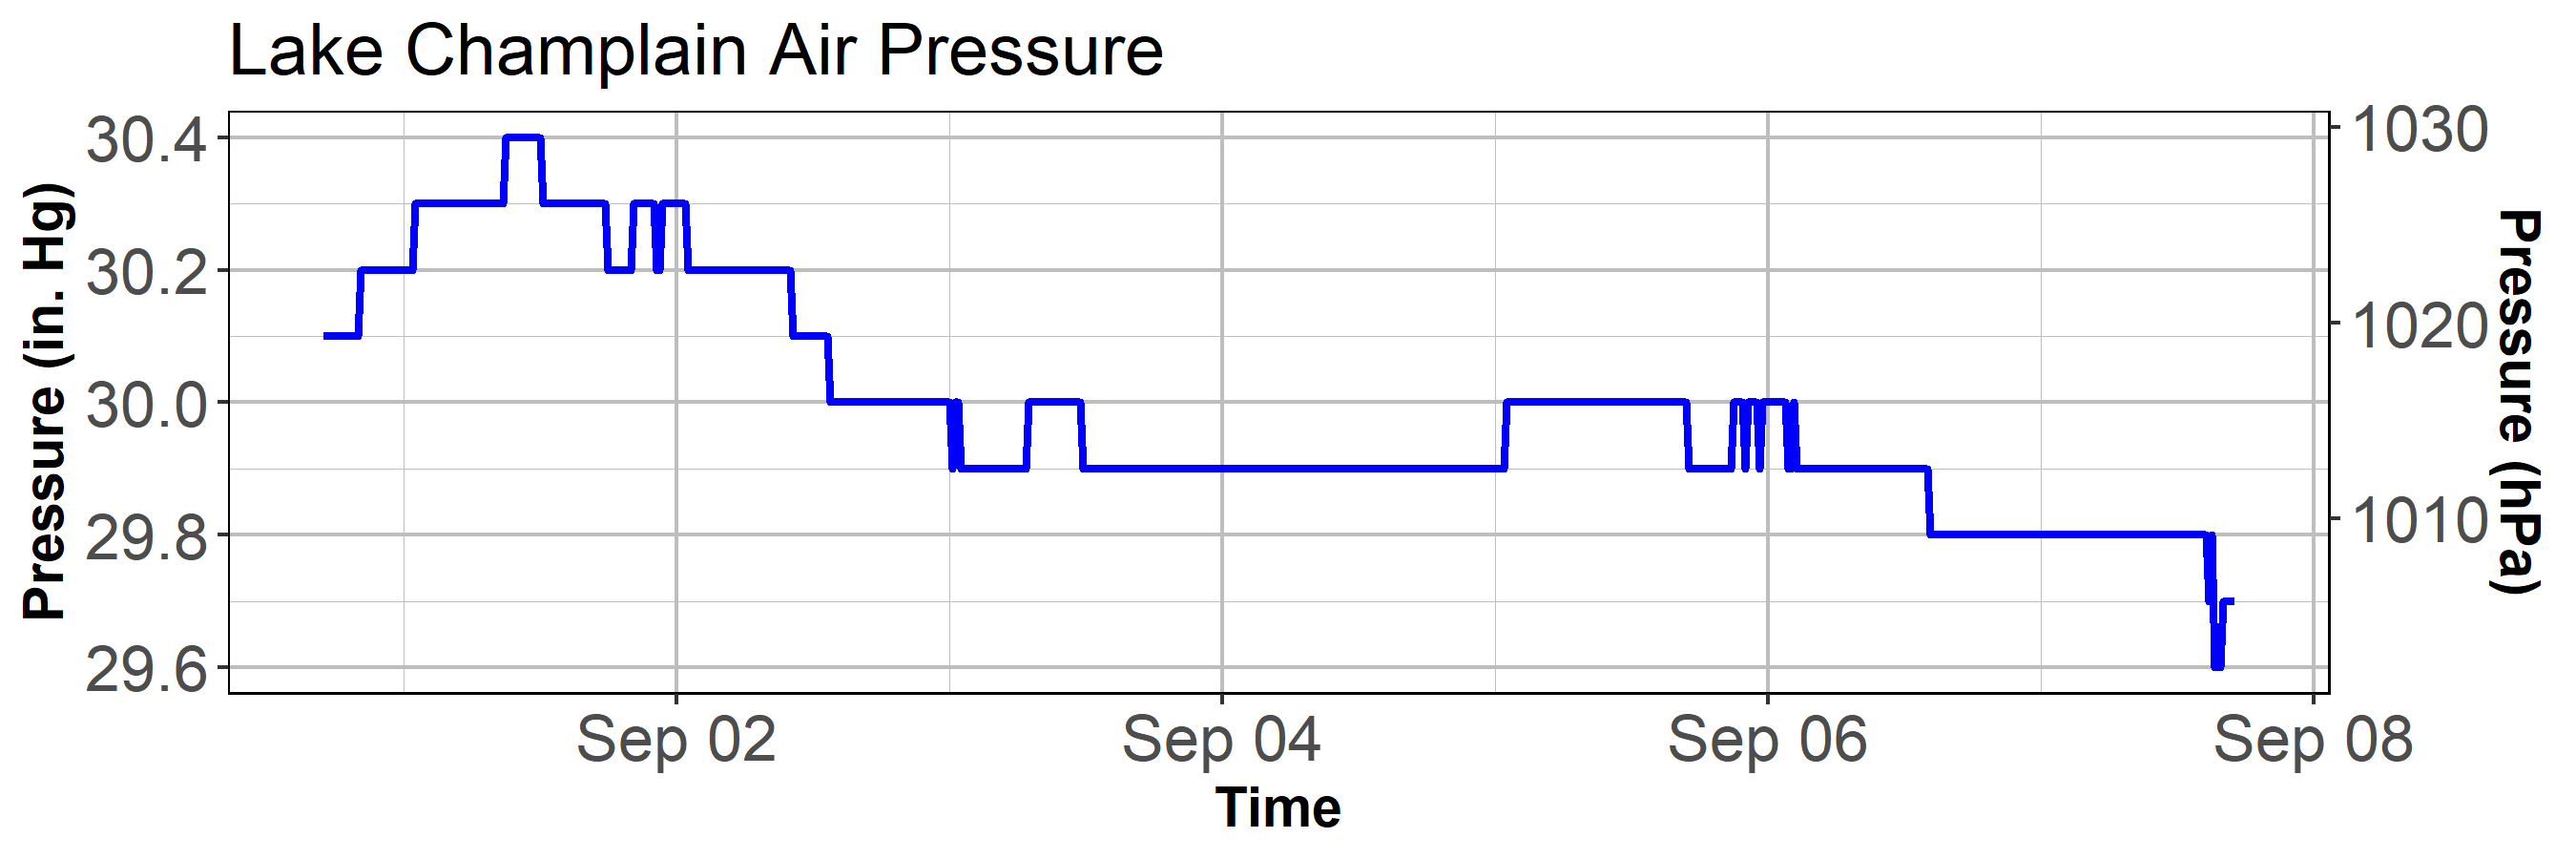 Lake Champlain Air Pressure
30.4
30.2
30.0
29.8
29.6
Pressure (in. Hg)
1030
1020
1010
Pressure (hPa)
Sep 02
Sep 04
Sep 06
Sep 08
Time